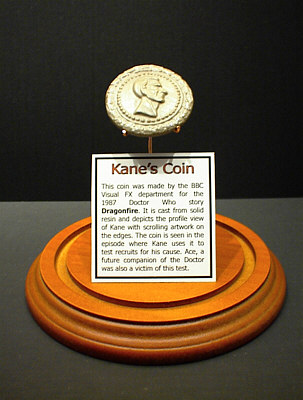 Kane's Coin
This coin was made by the BBC
Visual FX department for the
1987 Doctor Who story
Dragonfire. It is cast from solid
resin and depicts the profile view
of Kane with scrolling artwork on
the edges. The coin is seen in the
episode where Kane uses it to
test recruits for his cause. Ace, a
future companion of the Doctor
was also a victim of this test.